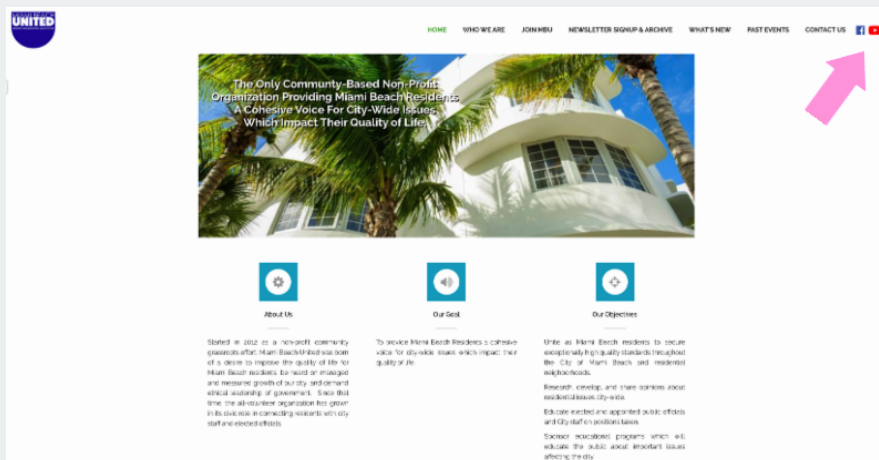 MIAMI BEACH
UNITED
HOME WHO WE ARE JOIN MBU NEWSLETTER SIGNUP & ARCHIVE WHAT'S NEW PAST EVENTS CONTACT US
The Only Communty-Based Non-Profit
Organization Providing Miami Beach Residents
A Cohesive Voice For City-Wide Issues
Which Impact Their Quality of Life.
About Us
Started in 2012 as a non-profit community
grassroots effort, Miami Beach United was born
of a desire to improve the quality of life for
Miami Beach residents, be heard on managed
and measured growth of our city, and demand
ethical leadership of government. Since that
time, the all-volunteer organization has grown
in its civic role in connecting residents with city
staff and elected officials.
Our Goal
To provide Miami Beach Residents a cohesive
voice for city-wide issues which impact their
quality of life.
Our Objectives
Unite as Miami Beach residents to secure
exceptionally high quality standards throughout
the City of Miami Beach and residential
neighborhoods.
Research, develop, and share opinions about
residential issues city-wide.
Educate elected and appointed public officials
and City staff on positions taken.
Sponsor educational programs which will
educate the public about important issues
affecting the city.